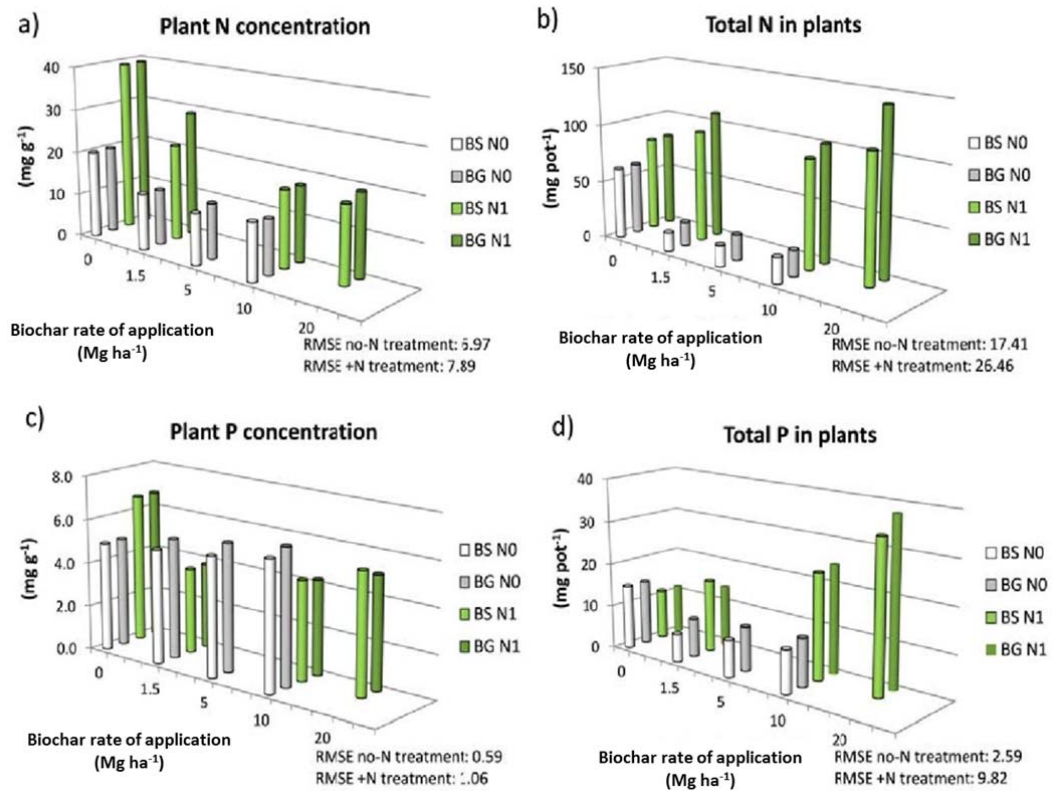 a)
Plant N concentration
40
30
20
10
0
(mg g-1)
0
1.5
5
10
20
Biochar rate of application
(Mg ha-1)
BS N0
BG N0
BS N1
BG N1
RMSE no-N treatment: 6.97
RMSE +N treatment: 7.89
b)
Total N in plants
150
100
50
0
(mg pot-1)
0
1.5
5
10
20
Biochar rate of application
(Mg ha-1)
BS N0
BG N0
BS N1
BG N1
RMSE no-N treatment: 17.41
RMSE +N treatment: 26.46
c)
Plant P concentration
8.0
6.0
4.0
2.0
0.0
(mg g-1)
0
1.5
5
10
20
Biochar rate of application
(Mg ha-1)
BS N0
BG N0
BS N1
BG N1
RMSE no-N treatment: 0.59
RMSE +N treatment: 1.06
d)
Total P in plants
40
30
20
10
0
(mg pot-1)
0
1.5
5
10
20
Biochar rate of application
(Mg ha-1)
BS N0
BG N0
BS N1
BG N1
RMSE no-N treatment: 2.59
RMSE +N treatment: 9.82